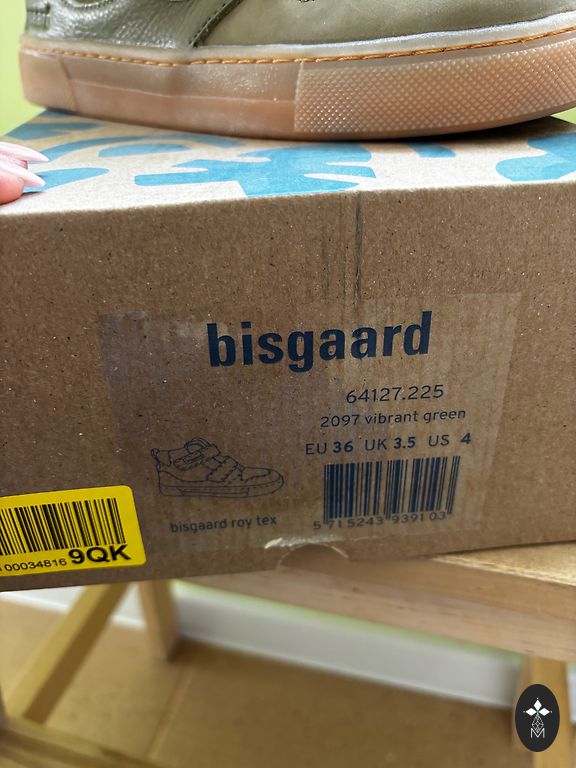 bisgaard
64127.225
2097 vibrant green
EU 36 UK 3.5 US 4
bisgaard roy tex
5 715243 939103
00034816 9QK
M